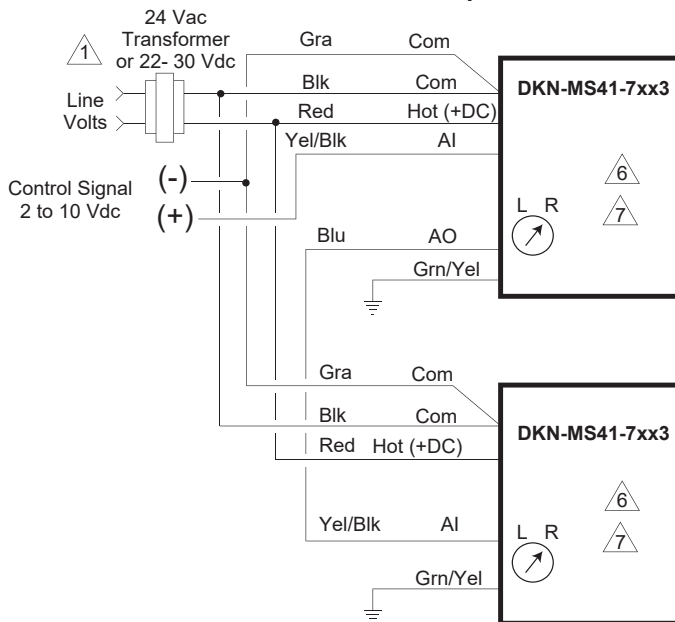 24 Vac
Transformer
or 22- 30 Vdc
1
Line
Volts
Gra Com
Blk Com
Red Hot (+DC)
Yel/Blk AI
DKN-MS41-7xx3
6
7
L R
Control Signal
2 to 10 Vdc
(-)
(+)
Blu AO
Grn/Yel
Gra Com
Blk Com
Red Hot (+DC)
DKN-MS41-7xx3
6
7
L R
Yel/Blk AI
Grn/Yel